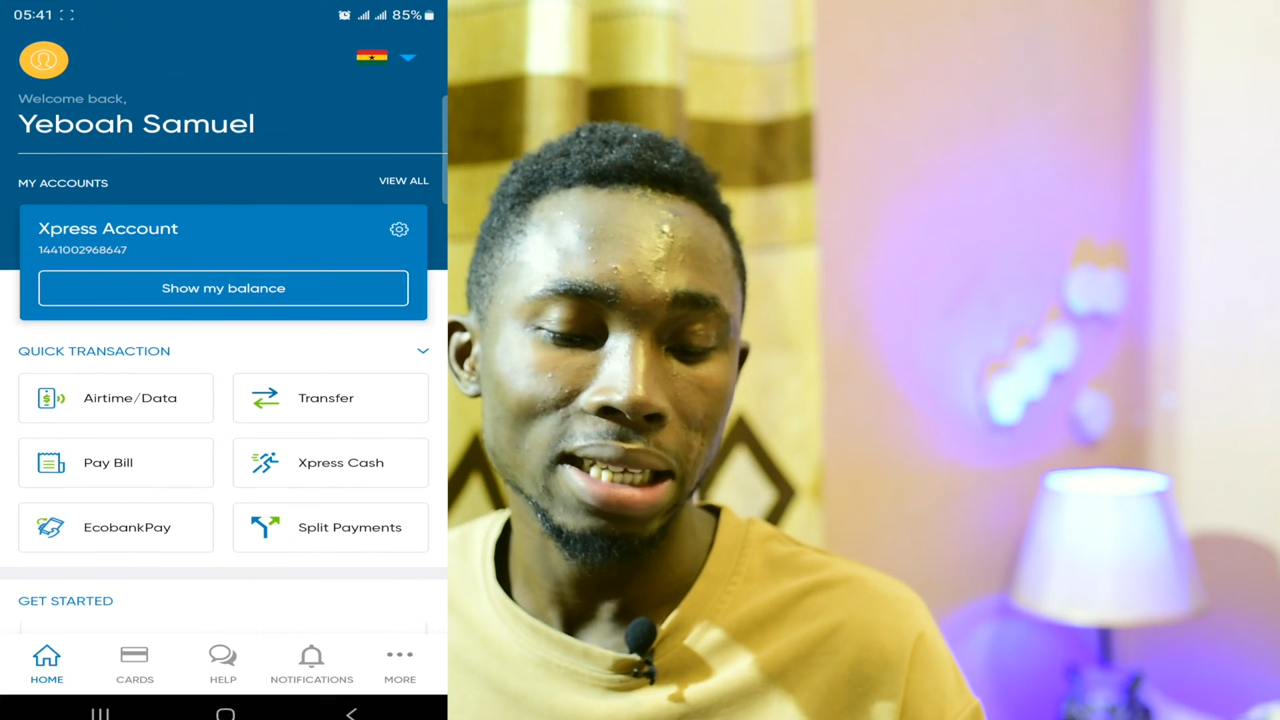 05:41
85%
Welcome back,
Yeboah Samuel
MY ACCOUNTS
VIEW ALL
Xpress Account
1441002968647
Show my balance
QUICK TRANSACTION
Airtime/Data
Transfer
Pay Bill
Xpress Cash
EcobankPay
Split Payments
GET STARTED
HOME
CARDS
HELP
NOTIFICATIONS
MORE